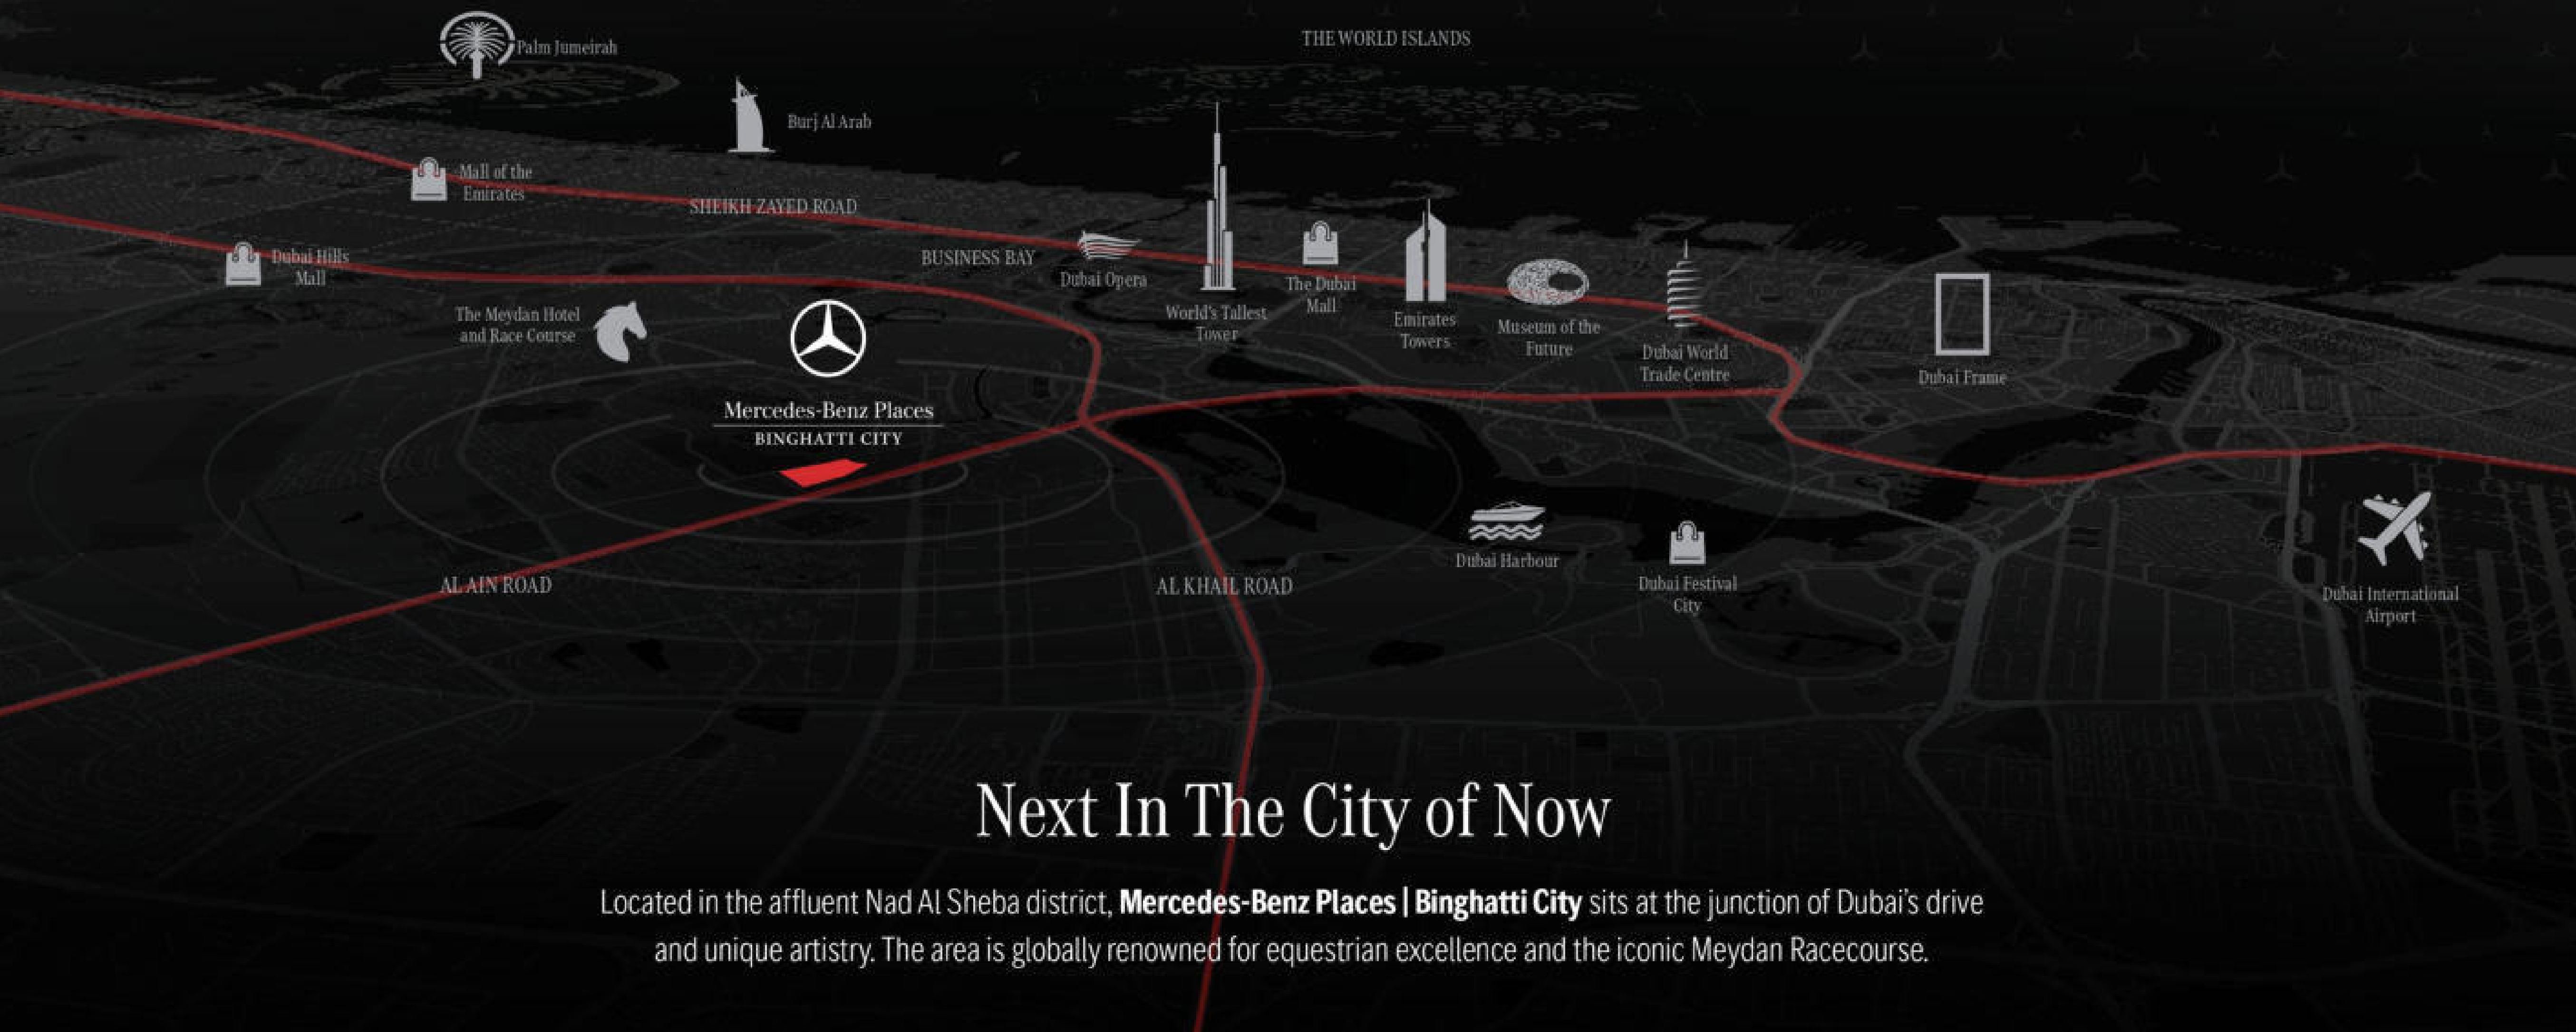 Palm Jumeirah
THE WORLD ISLANDS
Burj Al Arab
Mall of the
Emirates
SHEIKH ZAYED ROAD
Dubai Hills
Mall
BUSINESS BAY
Dubai Opera
World's Tallest
Tower
The Dubai
Mall
Emirates
Towers
Museum of the
Future
Dubai World
Trade Centre
Dubai Frame
The Meydan Hotel
and Race Course
Mercedes-Benz Places
BINGHATTI CITY
AL AIN ROAD
AL KHAIL ROAD
Dubai Harbour
Dubai Festival
City
Dubai International
Airport
Next In The City of Now
Located in the affluent Nad Al Sheba district, Mercedes-Benz Places | Binghatti City sits at the junction of Dubai's drive
and unique artistry. The area is globally renowned for equestrian excellence and the iconic Meydan Racecourse.